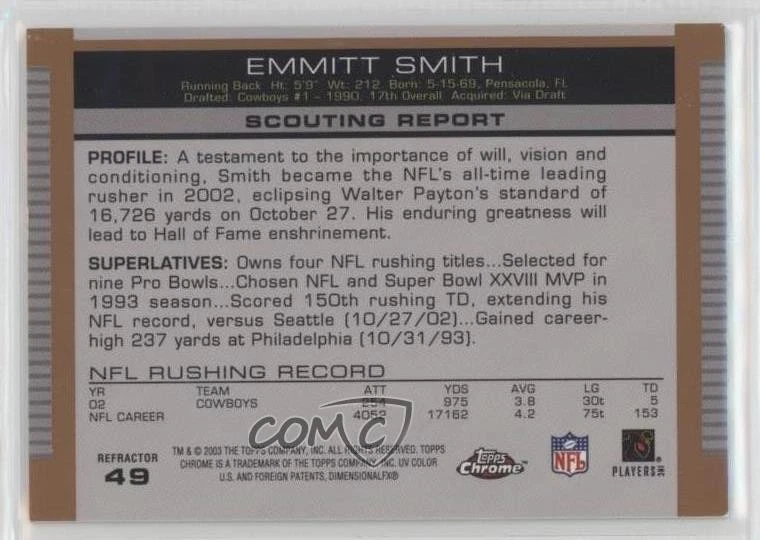 EMMITT SMITH
Running Back Ht: 5'9" Wt: 212 Born: 5-15-69, Pensacola, FL
Drafted: Cowboys #1 - 1990, 17th Overall Acquired: Via Draft
SCOUTING REPORT
PROFILE: A testament to the importance of will, vision and
conditioning, Smith became the NFL's all-time leading
rusher in 2002, eclipsing Walter Payton's standard of
16,726 yards on October 27. His enduring greatness will
lead to Hall of Fame enshrinement.
SUPERLATIVES: Owns four NFL rushing titles...Selected for
nine Pro Bowls...Chosen NFL and Super Bowl XXVIII MVP in
1993 season...Scored 150th rushing TD, extending his
NFL record, versus Seattle (10/27/02)...Gained career-
high 237 yards at Philadelphia (10/31/93).
NFL RUSHING RECORD
YR TEAM ATT YDS AVG LG TD
02 COWBOYS 254 975 3.8 30t 5
NFL CAREER 4052 17162 4.2 75t 153
COMC
REFRACTOR
49
TM & © 2003 THE TOPPS COMPANY, INC. ALL RIGHTS RESERVED. TOPPS
CHROME IS A TRADEMARK OF THE TOPPS COMPANY, INC. UV COLOR
U.S. AND FOREIGN PATENTS, DIMENSIONALFX®
Topps
Chrome™
NFL
PLAYERS INC